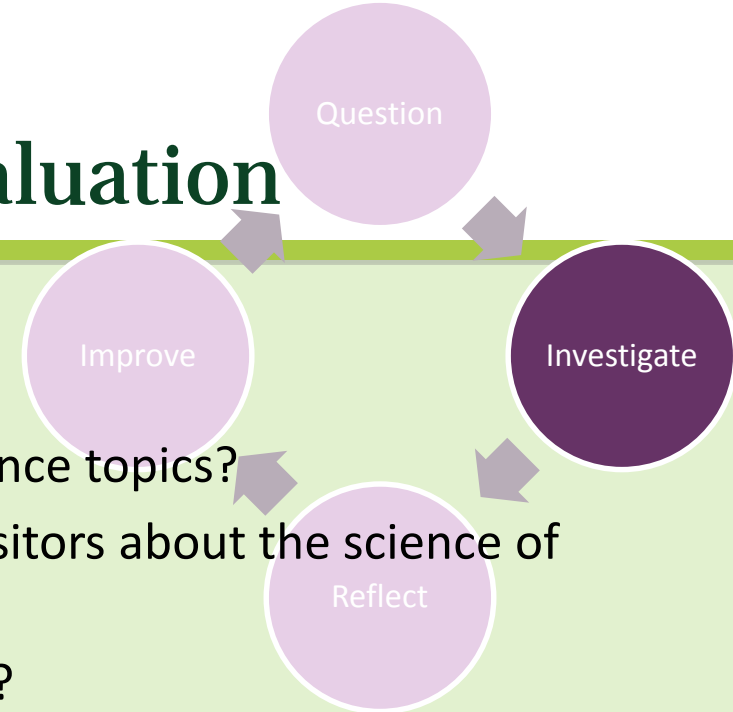 Question
aluation
Improve
Investigate
nce topics?
sitors about the science of
Reflect
?